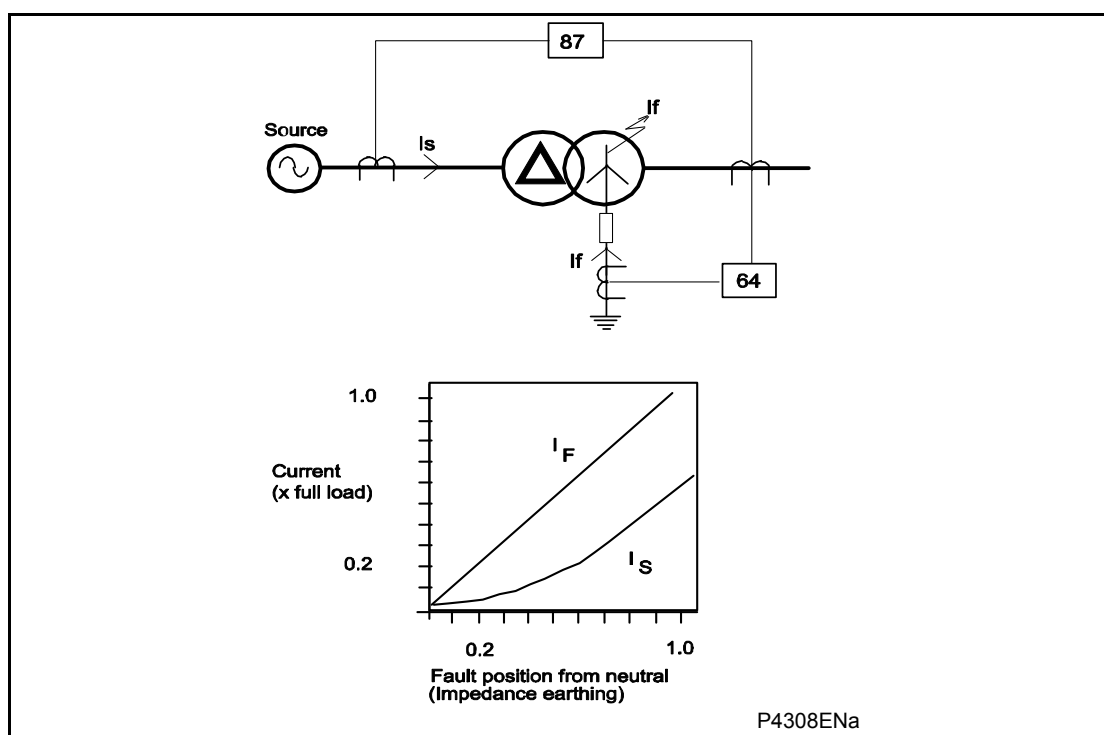 87
If
Source
Is
If
64
1.0
I F
Current
(x full load)
0.2
I S
0.2 1.0
Fault position from neutral
(Impedance earthing)
P4308ENa